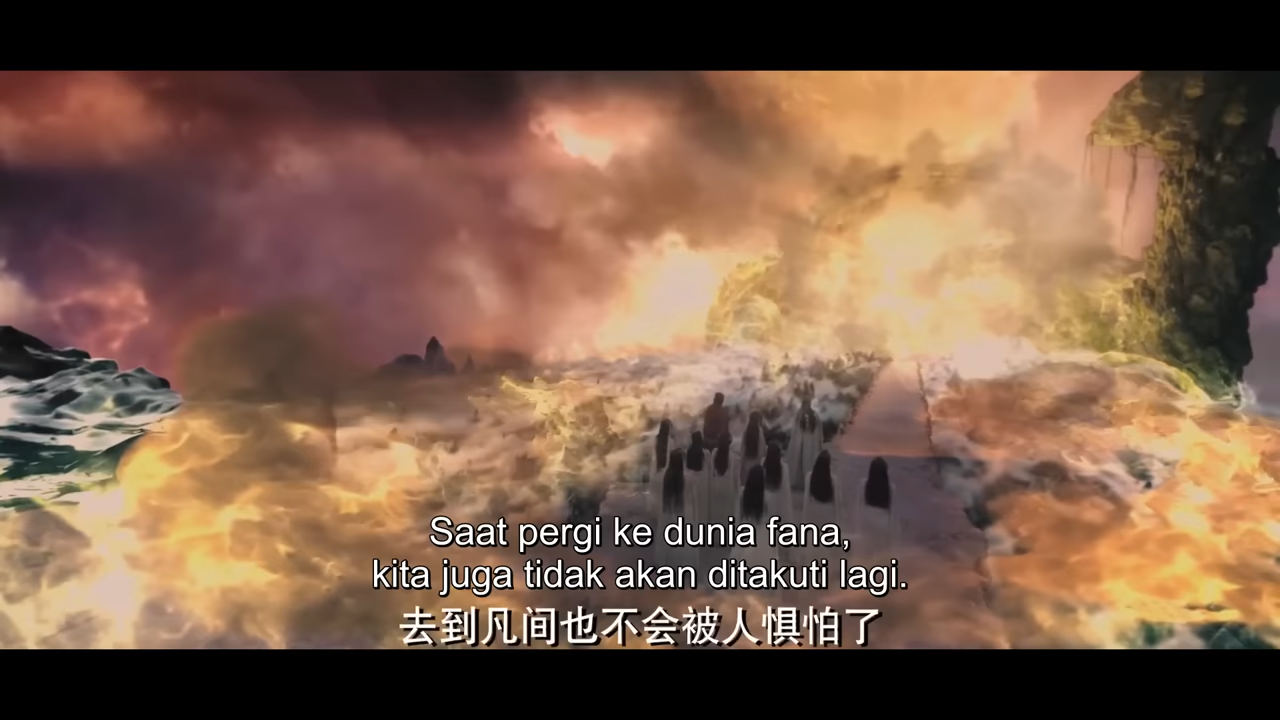 Saat pergi ke dunia fana,
kita juga tidak akan ditakuti lagi.
去到凡间也不会被人惧怕了